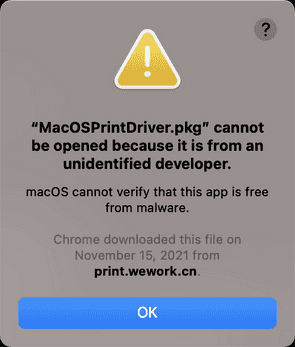 ?
“MacOSPrintDriver.pkg” cannot
be opened because it is from an
unidentified developer.
macOS cannot verify that this app is free
from malware.
Chrome downloaded this file on
November 15, 2021 from
print.wework.cn.
OK